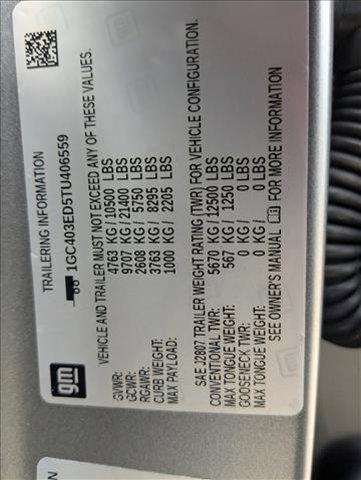 TRAILERING INFORMATION
1GC403ED5TU406559
VEHICLE AND TRAILER MUST NOT EXCEED ANY OF THESE VALUES.
GVWR: 4763 KG / 10500 LBS
GCWR: 9707 KG / 21400 LBS
RGAWR: 2608 KG / 5750 LBS
CURB WEIGHT: 3763 KG / 8295 LBS
MAX PAYLOAD: 1000 KG / 2205 LBS
SAE J2807 TRAILER WEIGHT RATING (TWR) FOR VEHICLE CONFIGURATION.
CONVENTIONAL TWR: 5670 KG / 12500 LBS
MAX TONGUE WEIGHT: 567 KG / 1250 LBS
GOOSENECK TWR: 0 KG / 0 LBS
MAX TONGUE WEIGHT: 0 KG / 0 LBS
SEE OWNER'S MANUAL FOR MORE INFORMATION
gm